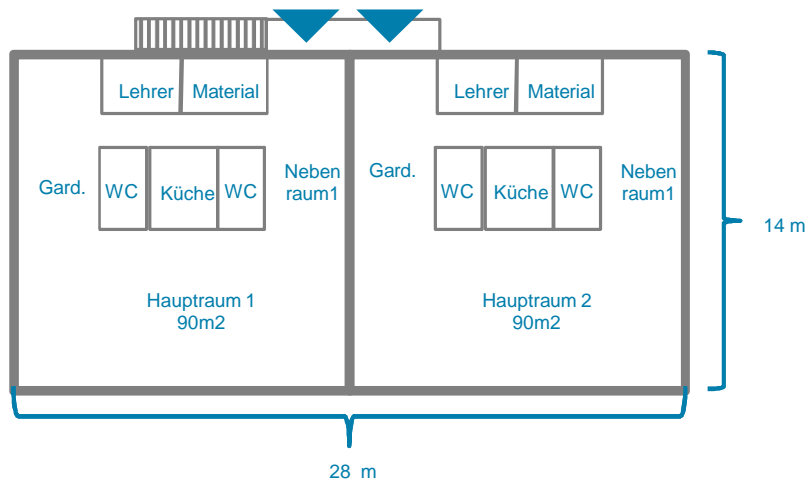 Lehrer Material Lehrer Material
Gard. WC Küche WC Neben
raum1 Gard. WC Küche WC Neben
raum1
14 m
Hauptraum 1
90m2
Hauptraum 2
90m2
28 m